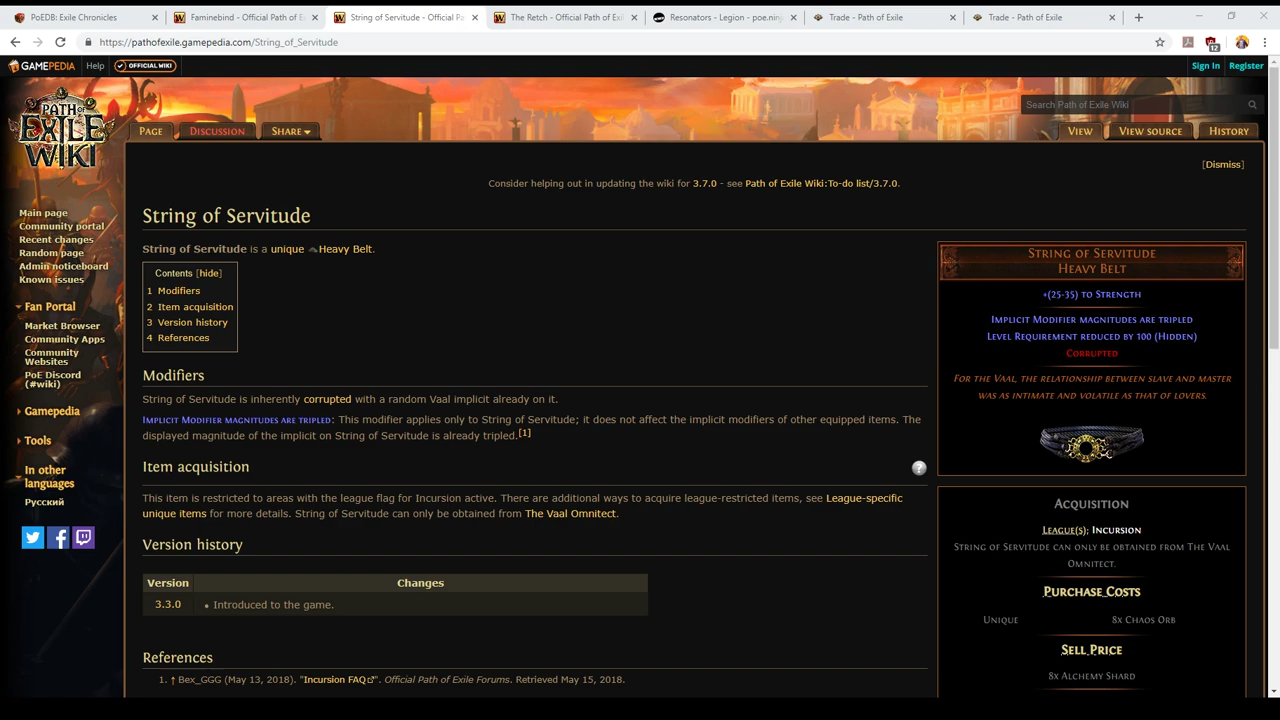 PoEDB: Exile Chronicles
Faminebind - Official Path of E
String of Servitude - Official Pa
The Retch - Official Path of Exil
Resonators - Legion - poe.ninj
Trade - Path of Exile
Trade - Path of Exile
https://pathofexile.gamepedia.com/String_of_Servitude
12
GAMEPEDIA
Help
OFFICIAL WIKI
Sign In
Register
PATH OF EXILE WIKI
PAGE
DISCUSSION
SHARE
Search Path of Exile Wiki
VIEW
VIEW SOURCE
HISTORY
[Dismiss]
Consider helping out in updating the wiki for 3.7.0 - see Path of Exile Wiki:To-do list/3.7.0.
Main page
Community portal
Recent changes
Random page
Admin noticeboard
Known issues
Fan Portal
Market Browser
Community Apps
Community
Websites
PoE Discord
(#wiki)
Gamepedia
Tools
In other
languages
Русский
String of Servitude
String of Servitude is a unique Heavy Belt.
Contents [hide]
1 Modifiers
2 Item acquisition
3 Version history
4 References
Modifiers
String of Servitude is inherently corrupted with a random Vaal implicit already on it.
Implicit Modifier magnitudes are tripled: This modifier applies only to String of Servitude; it does not affect the implicit modifiers of other equipped items. The
displayed magnitude of the implicit on String of Servitude is already tripled.[1]
Item acquisition
?
This item is restricted to areas with the league flag for Incursion active. There are additional ways to acquire league-restricted items, see League-specific
unique items for more details. String of Servitude can only be obtained from The Vaal Omnitect.
Version history
Version Changes
3.3.0 • Introduced to the game.
References
1. ↑ Bex_GGG (May 13, 2018). "Incursion FAQ". Official Path of Exile Forums. Retrieved May 15, 2018.
String of Servitude
Heavy Belt
+(25-35) to Strength
Implicit Modifier magnitudes are tripled
Level Requirement reduced by 100 (Hidden)
Corrupted
For the Vaal, the relationship between slave and master
was as intimate and volatile as that of lovers.
Acquisition
League(s): Incursion
String of Servitude can only be obtained from The Vaal
Omnitect.
Purchase Costs
Unique 8x Chaos Orb
Sell Price
8x Alchemy Shard